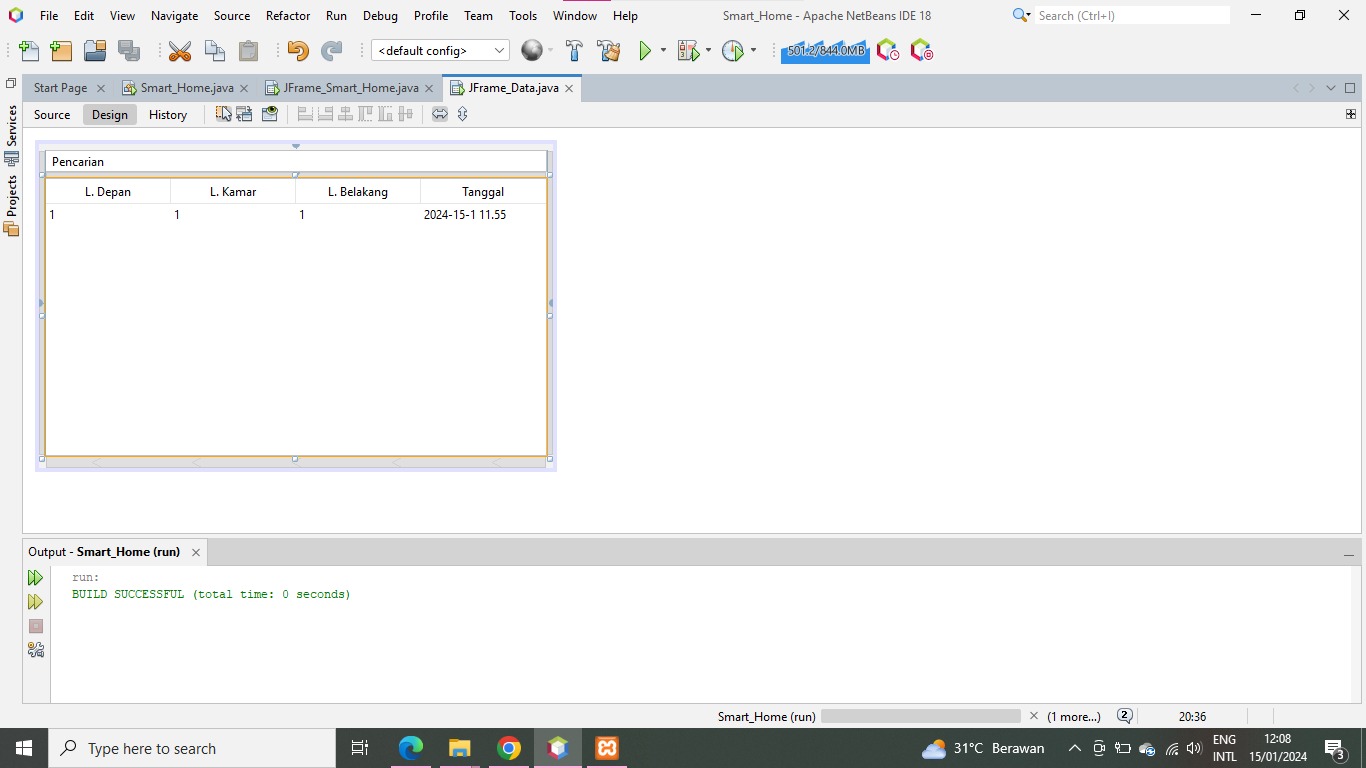 File Edit View Navigate Source Refactor Run Debug Profile Team Tools Window Help Smart_Home - Apache NetBeans IDE 18 Search (Ctrl+I)
<default config> 501.2/844.0MB
Start Page Smart_Home.java JFrame_Smart_Home.java JFrame_Data.java
Source Design History
Services
Projects
Pencarian
L. Depan L. Kamar L. Belakang Tanggal
1 1 1 2024-15-1 11.55
Output - Smart_Home (run)
run:
BUILD SUCCESSFUL (total time: 0 seconds)
Smart_Home (run) (1 more...) 2 20:36
Type here to search 31°C Berawan ENG 12:08
INTL 15/01/2024 3